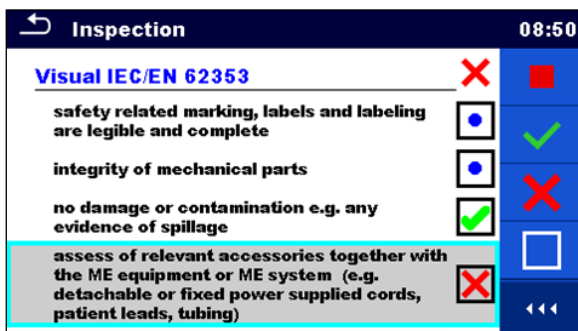 Inspection 08:50
Visual IEC/EN 62353
safety related marking, labels and labeling
are legible and complete
integrity of mechanical parts
no damage or contamination e.g. any
evidence of spillage
assess of relevant accessories together with
the ME equipment or ME system (e.g.
detachable or fixed power supplied cords,
patient leads, tubing)